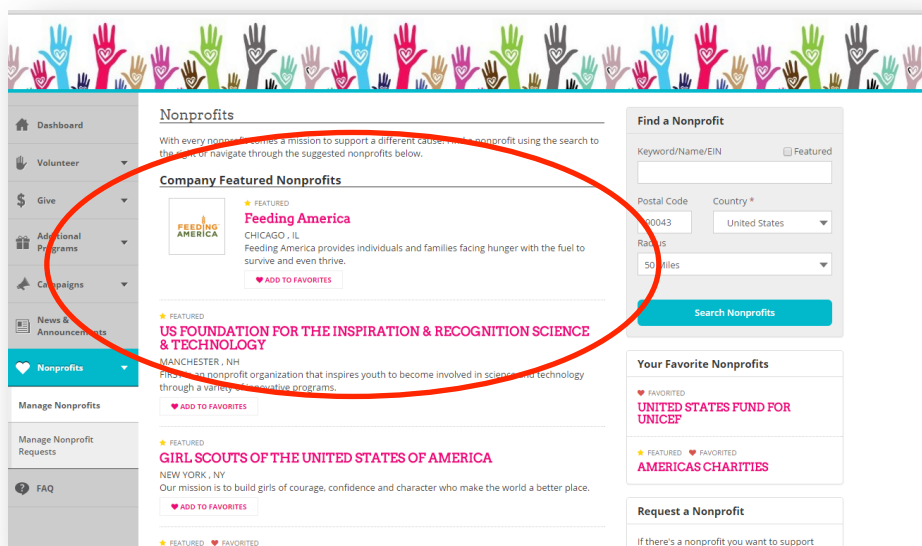 Dashboard
Volunteer
Give
Additional
Programs
Campaigns
News &
Announcements
Nonprofits
Manage Nonprofits
Manage Nonprofit
Requests
FAQ
Nonprofits
With every nonprofit comes a mission to support a different cause. nonprofit using the search to
the right or navigate through the suggested nonprofits below.
Company Featured Nonprofits
FEEDING
AMERICA
FEATURED
Feeding America
CHICAGO , IL
Feeding America provides individuals and families facing hunger with the fuel to
survive and even thrive.
ADD TO FAVORITES
FEATURED
US FOUNDATION FOR THE INSPIRATION & RECOGNITION SCIENCE
& TECHNOLOGY
MANCHESTER , NH
FIRST is an nonprofit organization that inspires youth to become involved in science and technology
through a variety of innovative programs.
ADD TO FAVORITES
FEATURED
GIRL SCOUTS OF THE UNITED STATES OF AMERICA
NEW YORK , NY
Our mission is to build girls of courage, confidence and character who make the world a better place.
ADD TO FAVORITES
FEATURED FAVORITED
Find a Nonprofit
Keyword/Name/EIN Featured
Postal Code Country *
United States
Radius
50 Miles
Search Nonprofits
Your Favorite Nonprofits
FAVORITED
UNITED STATES FUND FOR
UNICEF
FEATURED FAVORITED
AMERICAS CHARITIES
Request a Nonprofit
If there's a nonprofit you want to support